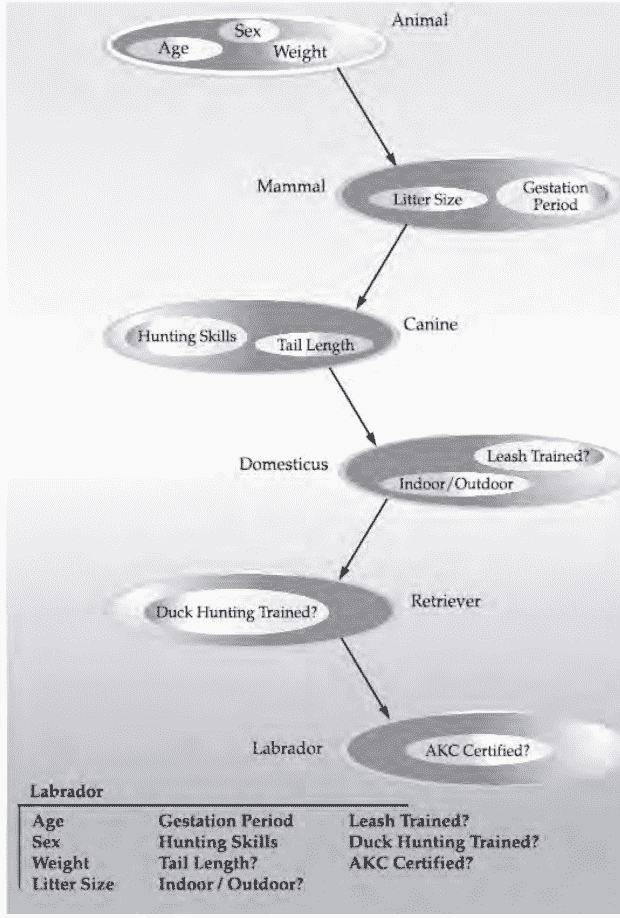 Animal
Sex
Age
Weight
Mammal
Litter Size
Gestation
Period
Canine
Hunting Skills
Tail Length
Domesticus
Leash Trained?
Indoor/Outdoor
Retriever
Duck Hunting Trained?
Labrador
AKC Certified?
Labrador
Age Gestation Period Leash Trained?
Sex Hunting Skills Duck Hunting Trained?
Weight Tail Length? AKC Certified?
Litter Size Indoor / Outdoor?